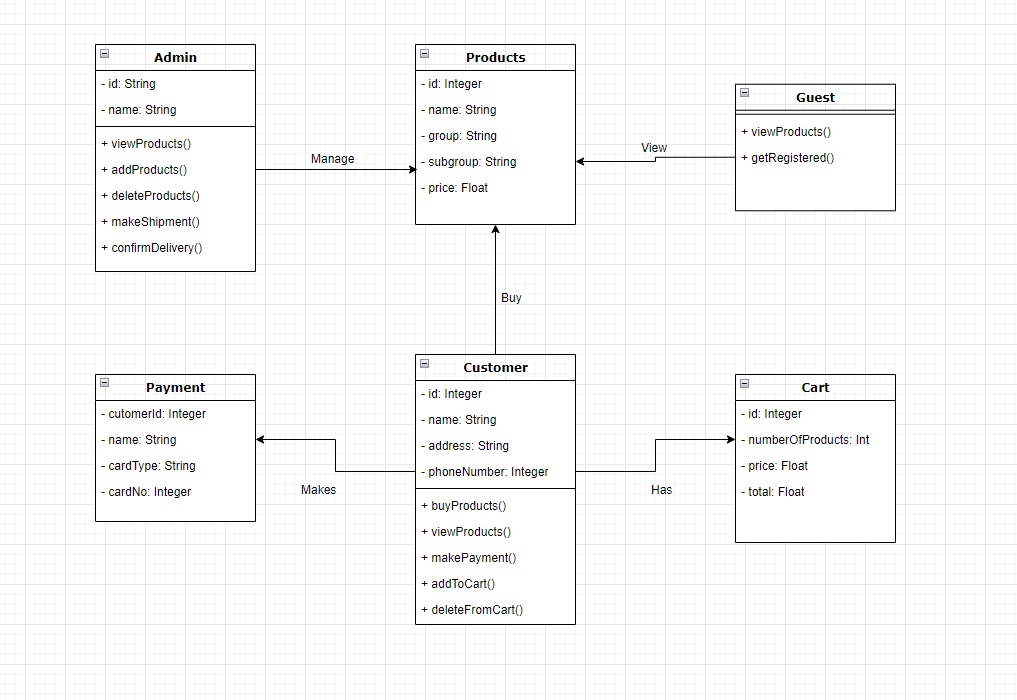 Admin
- id: String
- name: String
+ viewProducts()
+ addProducts()
+ deleteProducts()
+ makeShipment()
+ confirmDelivery()
Manage
Products
- id: Integer
- name: String
- group: String
- subgroup: String
- price: Float
View
Guest
+ viewProducts()
+ getRegistered()
Buy
Payment
- cutomerId: Integer
- name: String
- cardType: String
- cardNo: Integer
Makes
Customer
- id: Integer
- name: String
- address: String
- phoneNumber: Integer
+ buyProducts()
+ viewProducts()
+ makePayment()
+ addToCart()
+ deleteFromCart()
Has
Cart
- id: Integer
- numberOfProducts: Int
- price: Float
- total: Float